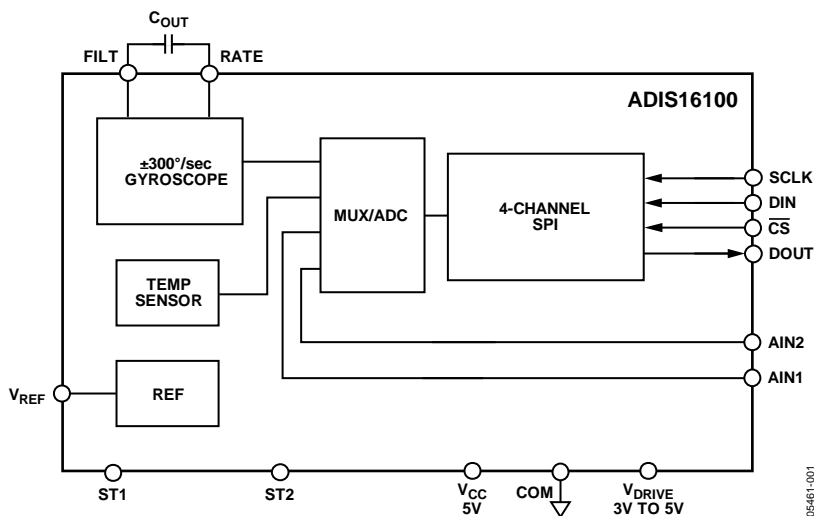 COUT
FILT
RATE
ADIS16100
±300°/sec
GYROSCOPE
MUX/ADC
4-CHANNEL
SPI
SCLK
DIN
CS
DOUT
TEMP
SENSOR
AIN2
AIN1
VREF
REF
ST1
ST2
VCC
5V
COM
VDRIVE
3V TO 5V
05461-001